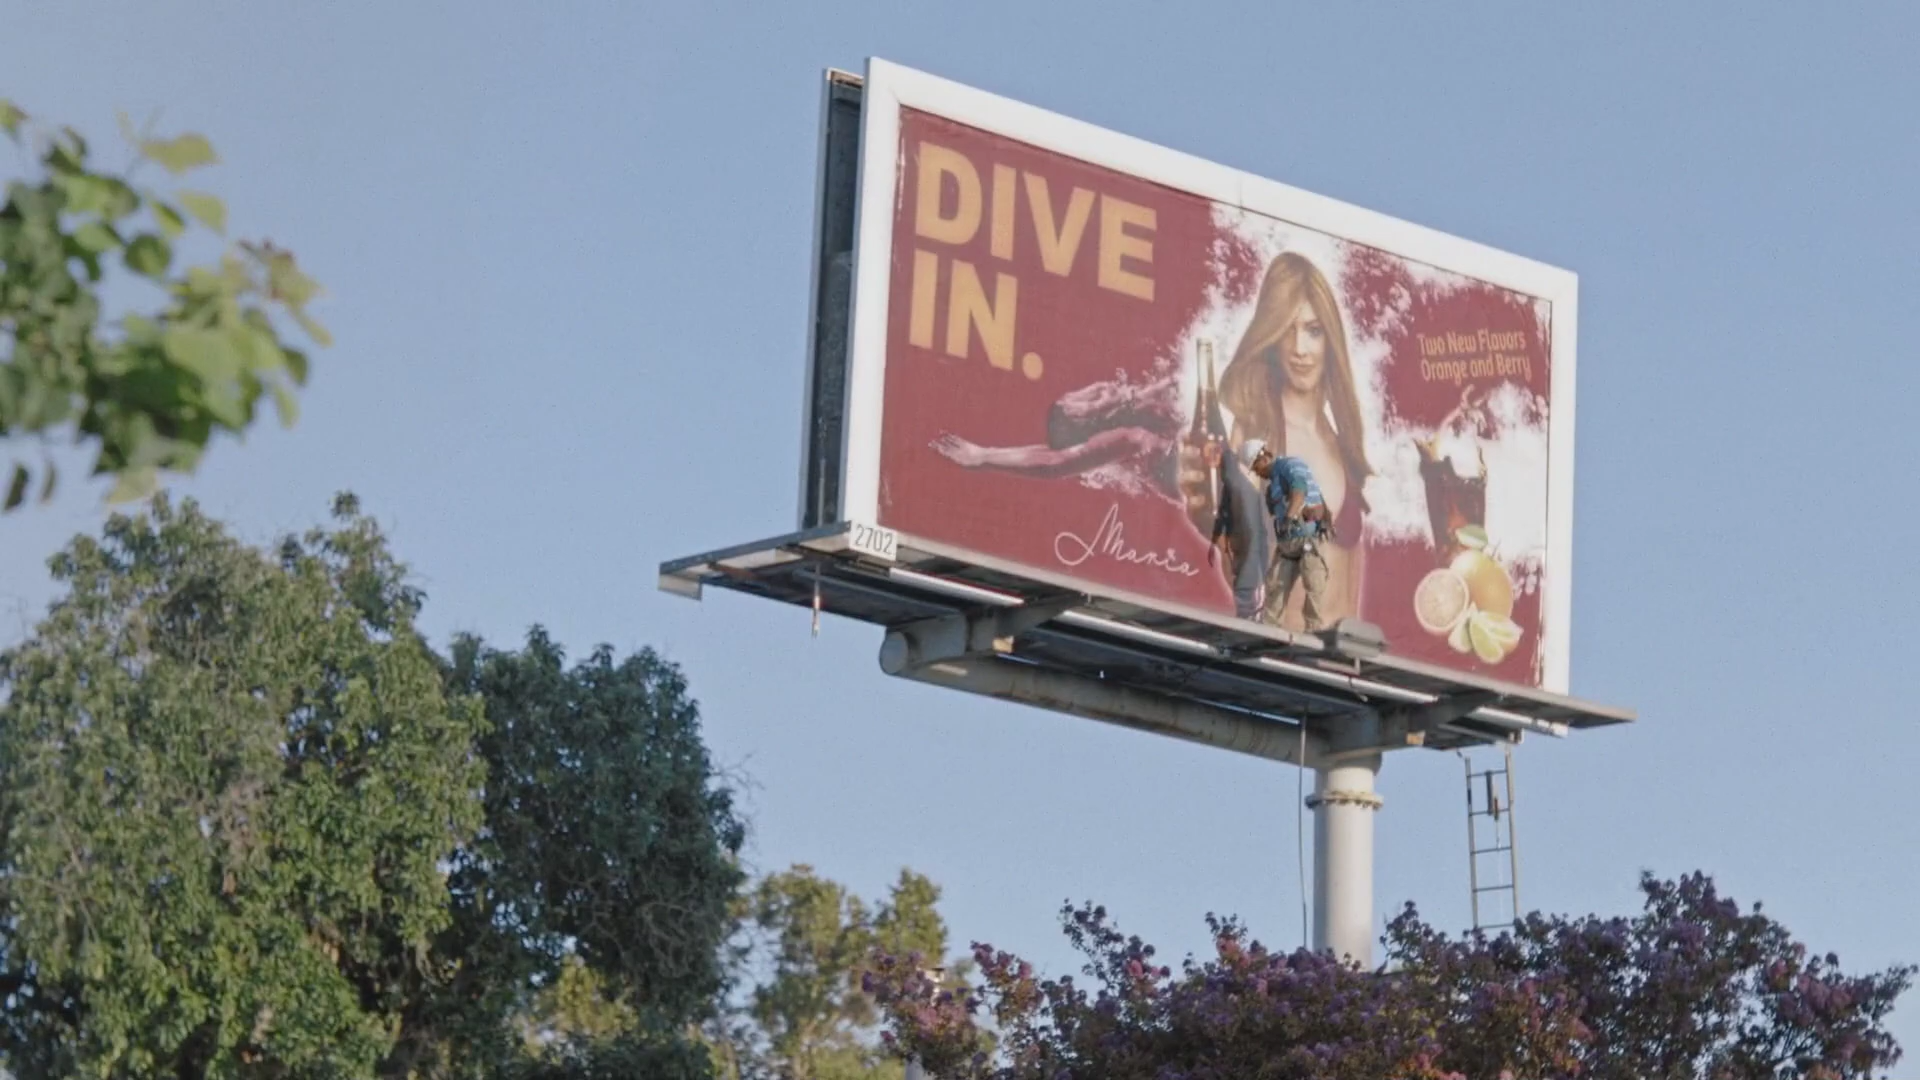 DIVE
IN.
Two New Flavors
Orange and Berry
Maria
2702